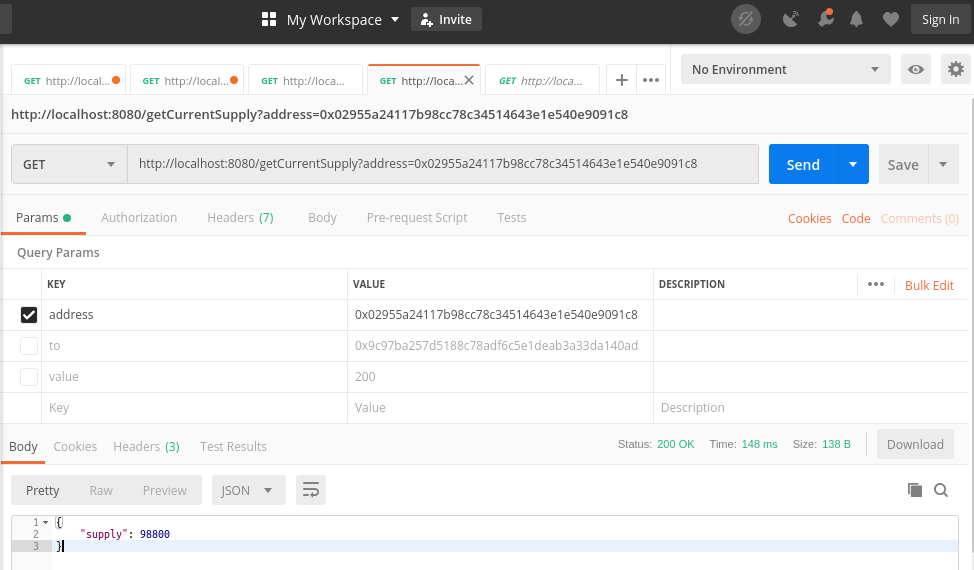 My Workspace Invite Sign In
GET http://local... GET http://local... GET http://loca... GET http://loca... GET http://loca... No Environment
http://localhost:8080/getCurrentSupply?address=0x02955a24117b98cc78c34514643e1e540e9091c8
GET http://localhost:8080/getCurrentSupply?address=0x02955a24117b98cc78c34514643e1e540e9091c8 Send Save
Params Authorization Headers (7) Body Pre-request Script Tests Cookies Code Comments (0)
Query Params
KEY VALUE DESCRIPTION Bulk Edit
address 0x02955a24117b98cc78c34514643e1e540e9091c8
to 0x9c97ba257d5188c78adf6c5e1deab3a33da140ad
value 200
Key Value Description
Body Cookies Headers (3) Test Results Status: 200 OK Time: 148 ms Size: 138 B Download
Pretty Raw Preview JSON
1 {
2 "supply": 98800
3 }